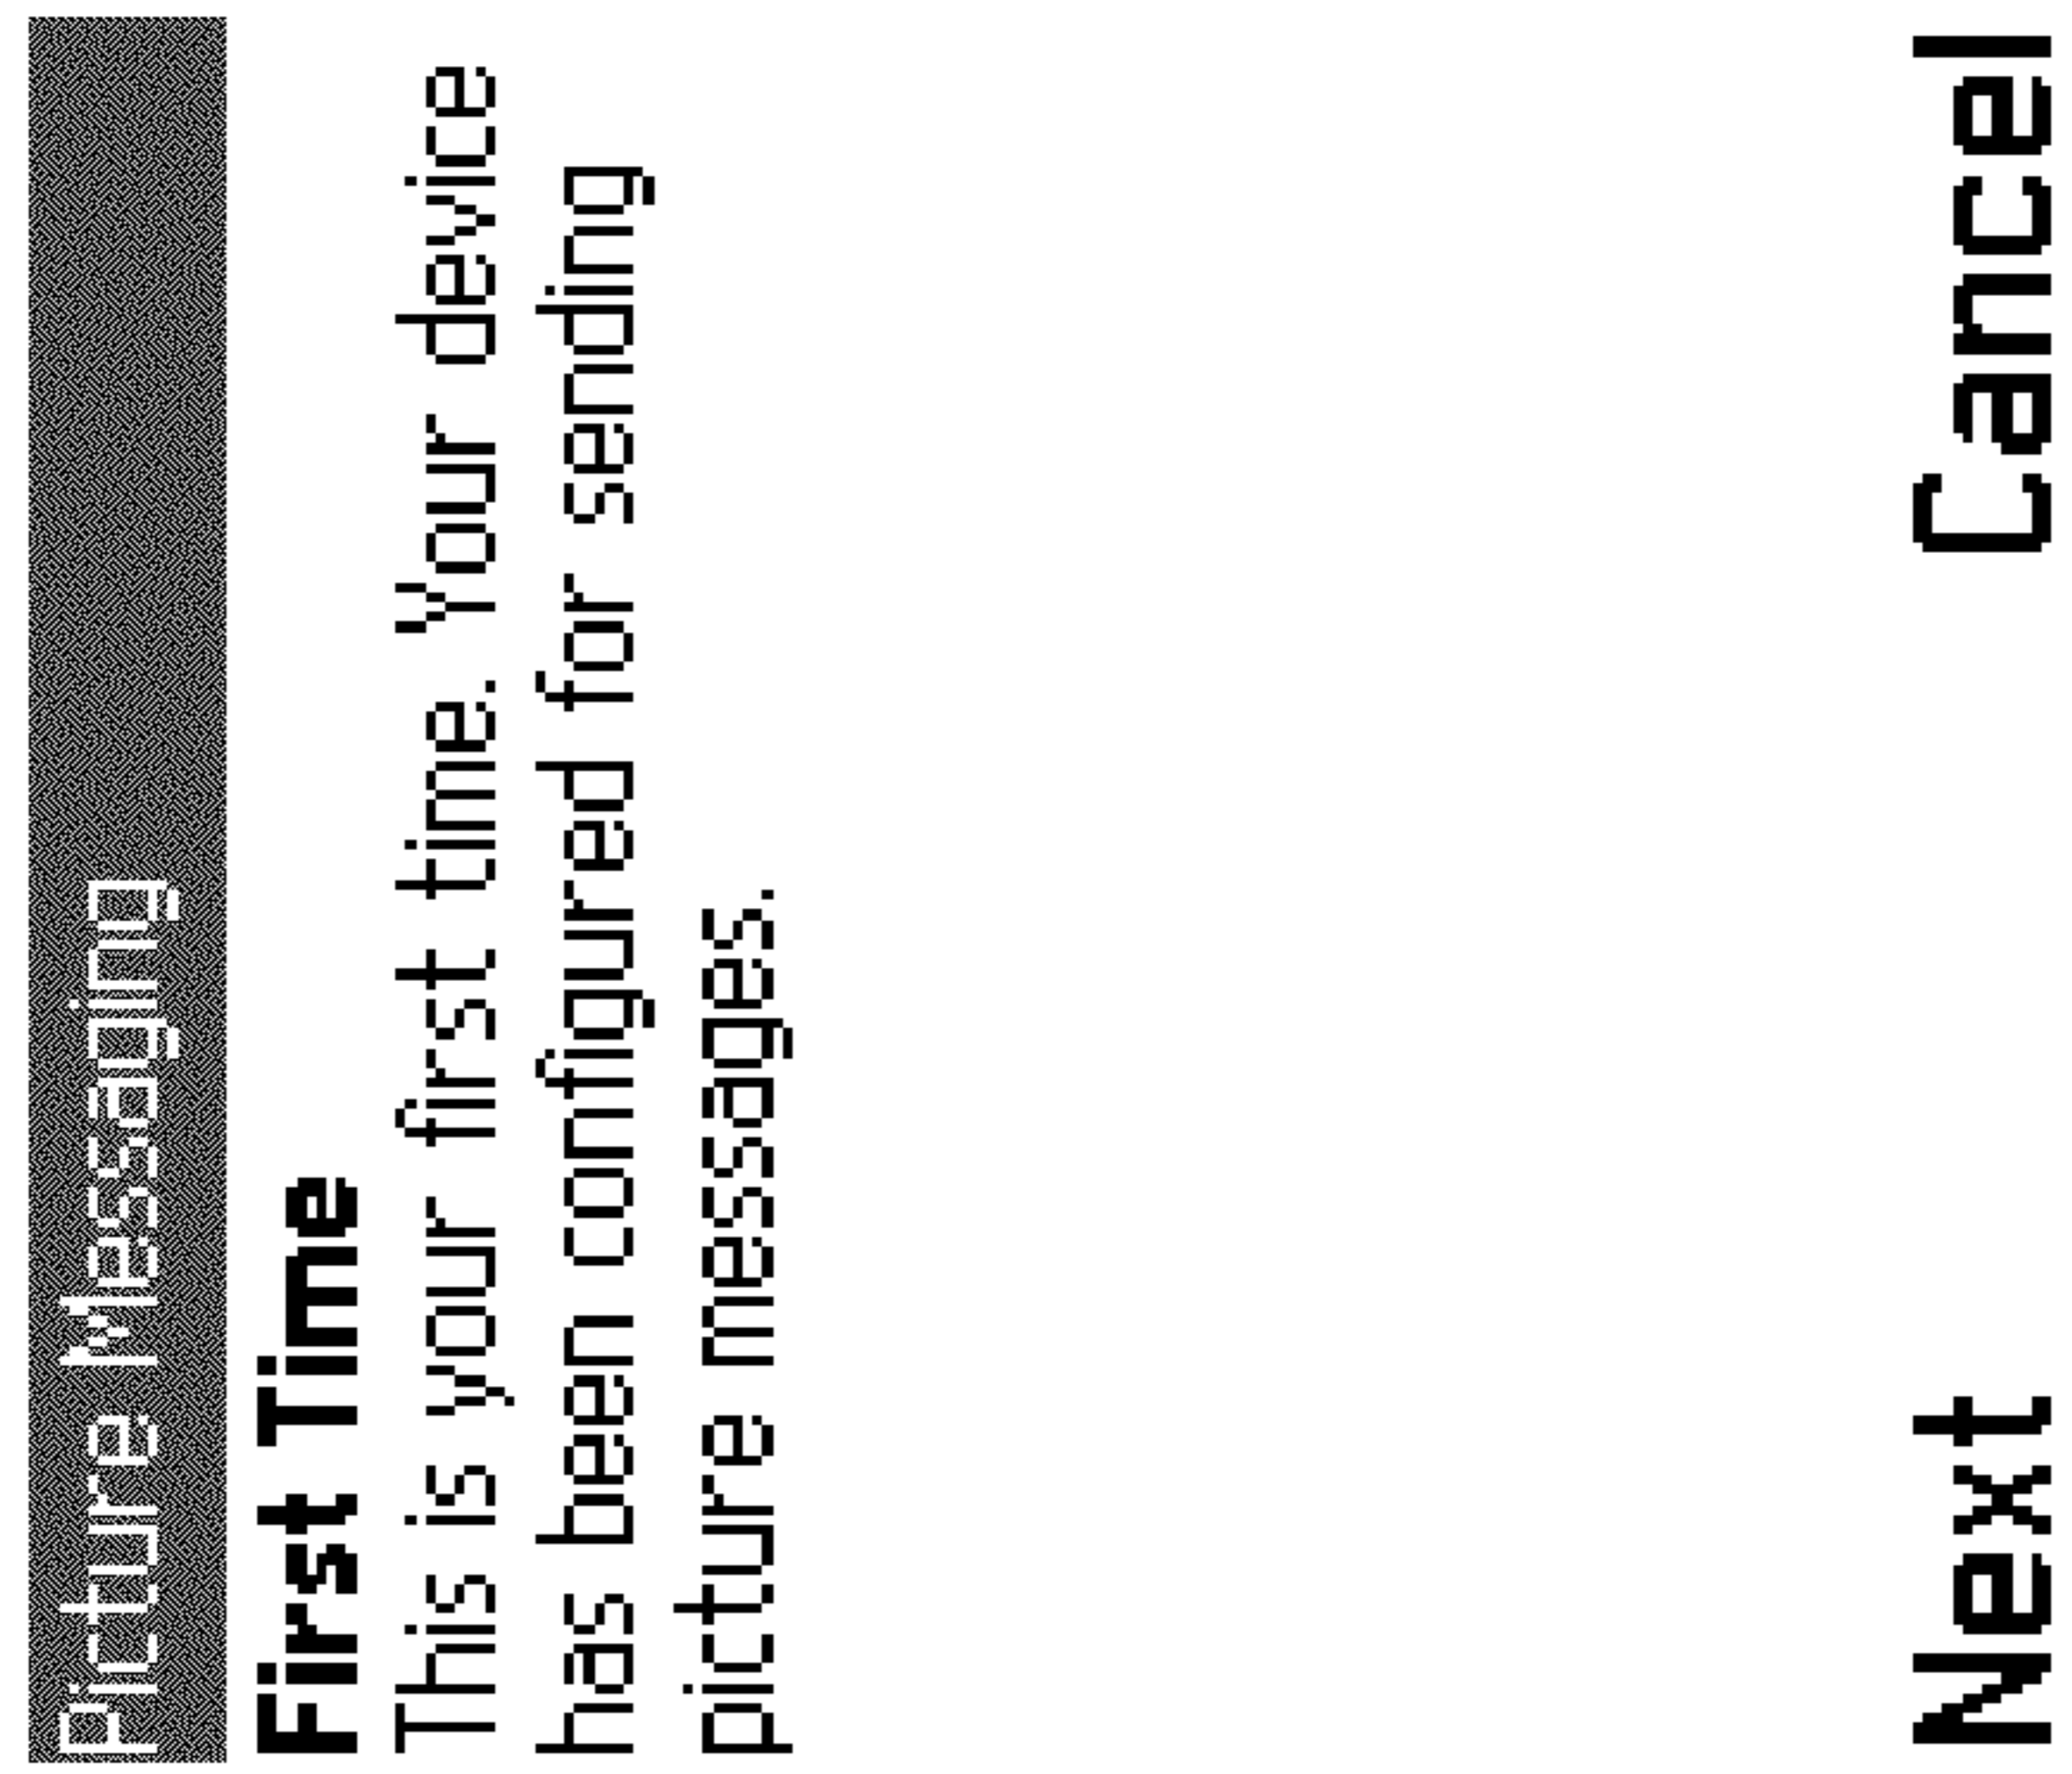 Picture Messaging
First Time
This is your first time. Your device
has been configured for sending
picture messages.
Next Cancel